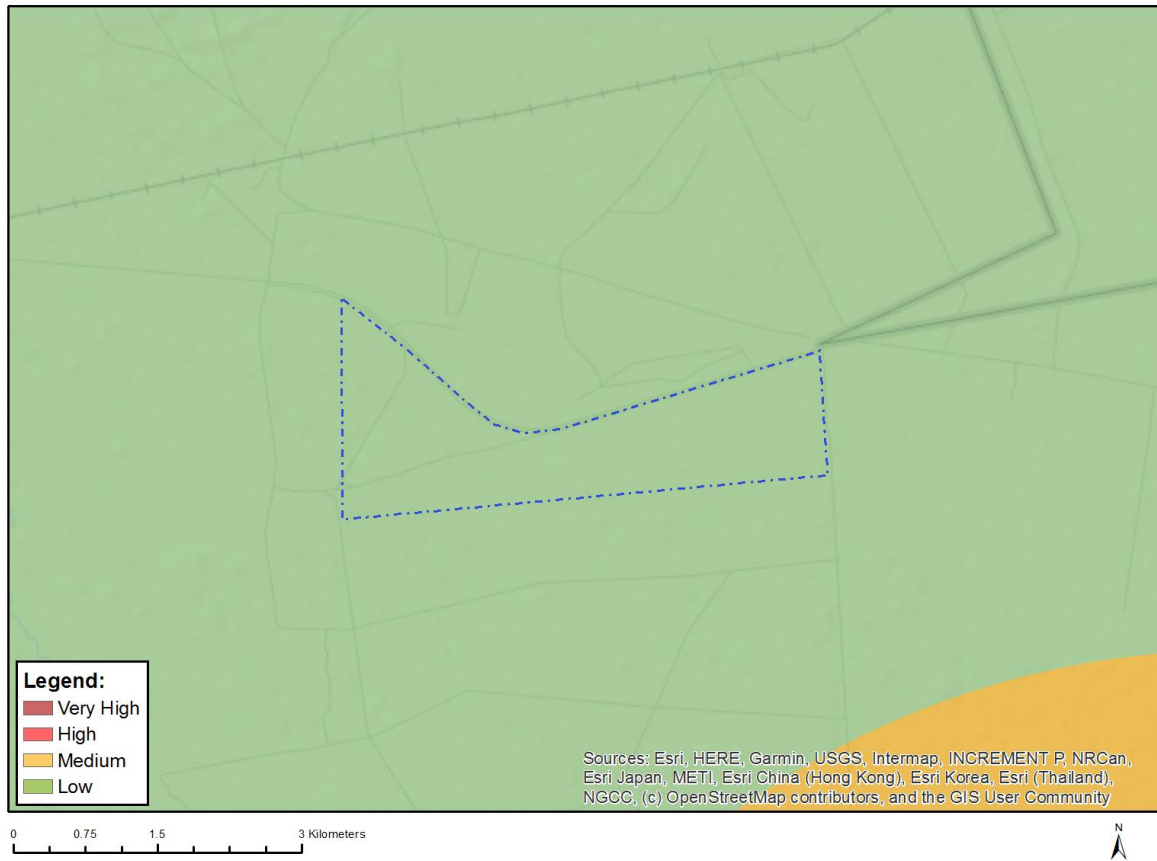 Legend:
Very High
High
Medium
Low
Sources: Esri, HERE, Garmin, USGS, Intermap, INCREMENT P, NRCan,
Esri Japan, METI, Esri China (Hong Kong), Esri Korea, Esri (Thailand),
NGCC, (c) OpenStreetMap contributors, and the GIS User Community
0 0.75 1.5 3 Kilometers
N